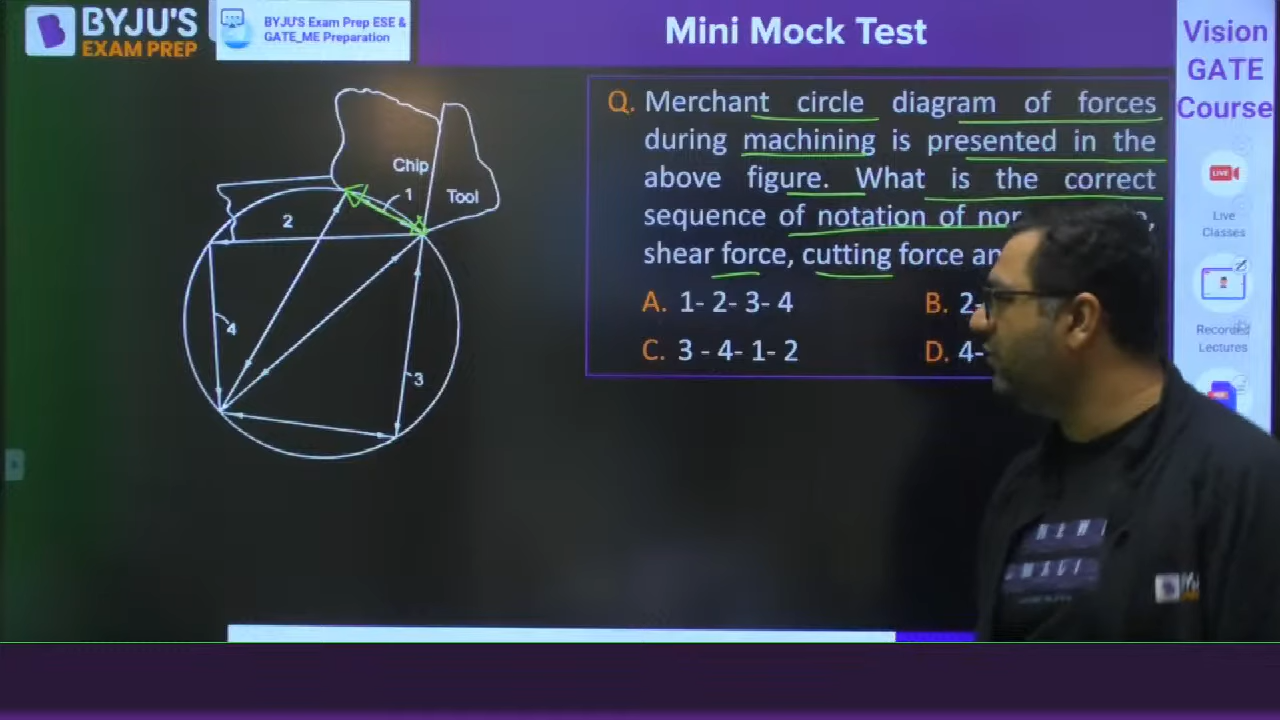 BYJU'S
EXAM PREP
BYJU'S Exam Prep ESE &
GATE_ME Preparation
Mini Mock Test
Vision
GATE
Course
LIVE
Live
Classes
Recorded
Lectures
Q. Merchant circle diagram of forces
during machining is presented in the
above figure. What is the correct
sequence of notation of
shear force, cutting force
A. 1- 2- 3- 4
B. 2-
C. 3 - 4- 1- 2
D. 4-
Chip
1
Tool
2
4
3